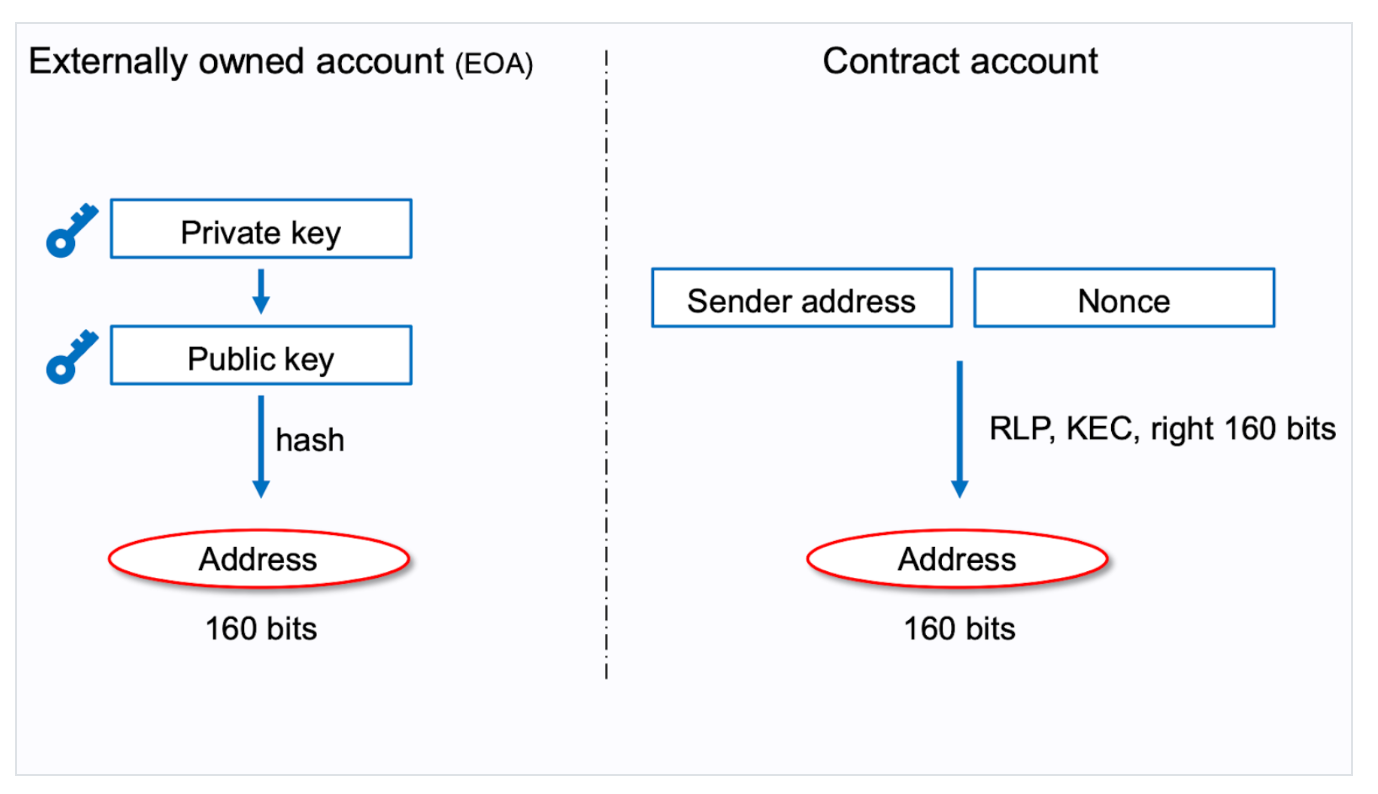 Externally owned account (EOA)
Private key
Public key
hash
Address
160 bits
Contract account
Sender address
Nonce
RLP, KEC, right 160 bits
Address
160 bits